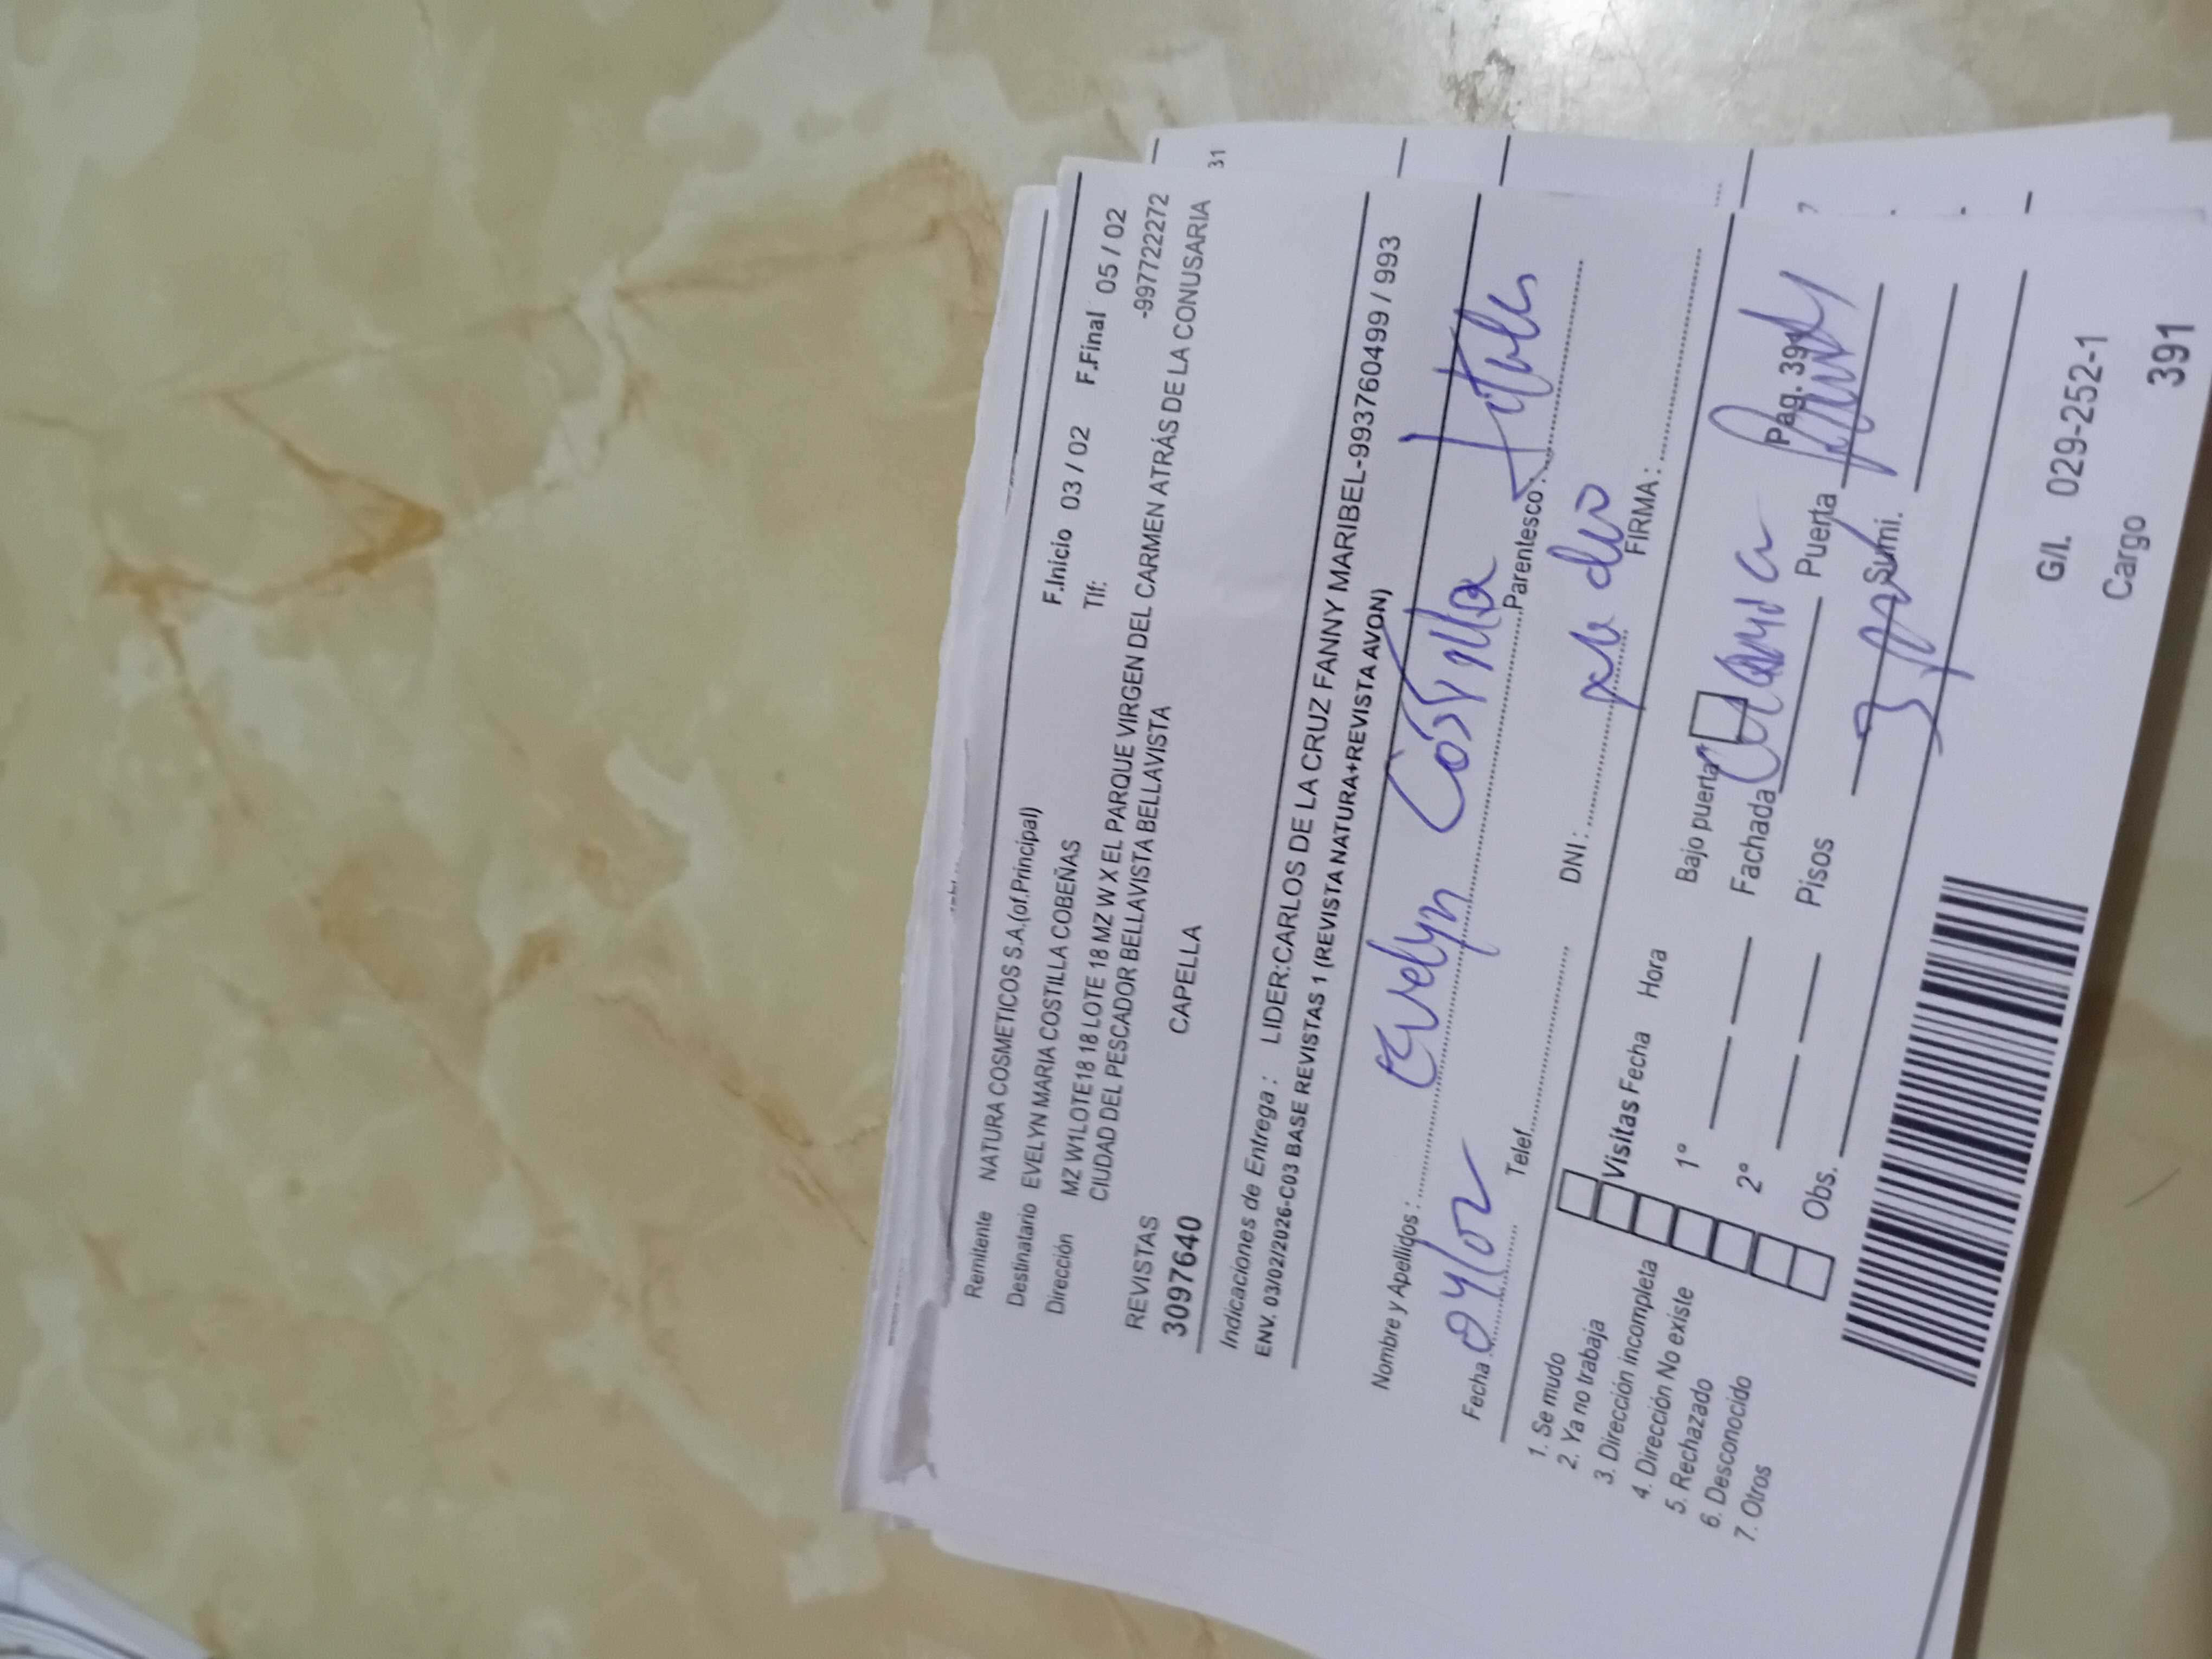 Remitente NATURA COSMETICOS S.A,(of.Principal)
Destinatario EVELYN MARIA COSTILLA COBEÑAS
F.Inicio 03 / 02 F.Final 05 / 02
Dirección MZ W1LOTE18 18 LOTE 18 MZ W X EL PARQUE VIRGEN DEL CARMEN ATRÁS DE LA CONUSARIA
Tlf: -997722272
CIUDAD DEL PESCADOR BELLAVISTA BELLAVISTA BELLAVISTA
REVISTAS
3097640 CAPELLA
Indicaciones de Entrega : LIDER:CARLOS DE LA CRUZ FANNY MARIBEL-993760499 / 993
ENV. 03/02/2026-C03 BASE REVISTAS 1 (REVISTA NATURA+REVISTA AVON)
Nombre y Apellidos : Evelyn Costilla
Parentesco :
Fecha : 04/02 Telef. DNI :
FIRMA :
1. Se mudo
2. Ya no trabaja
3. Dirección incompleta
4. Dirección No existe
5. Rechazado
6. Desconocido
7. Otros
Visitas Fecha Hora
1°
2°
Obs.
Bajo puerta
Fachada Puerta
Pisos Sumi.
Pag. 391
G/L 029-252-1
Cargo 391
31